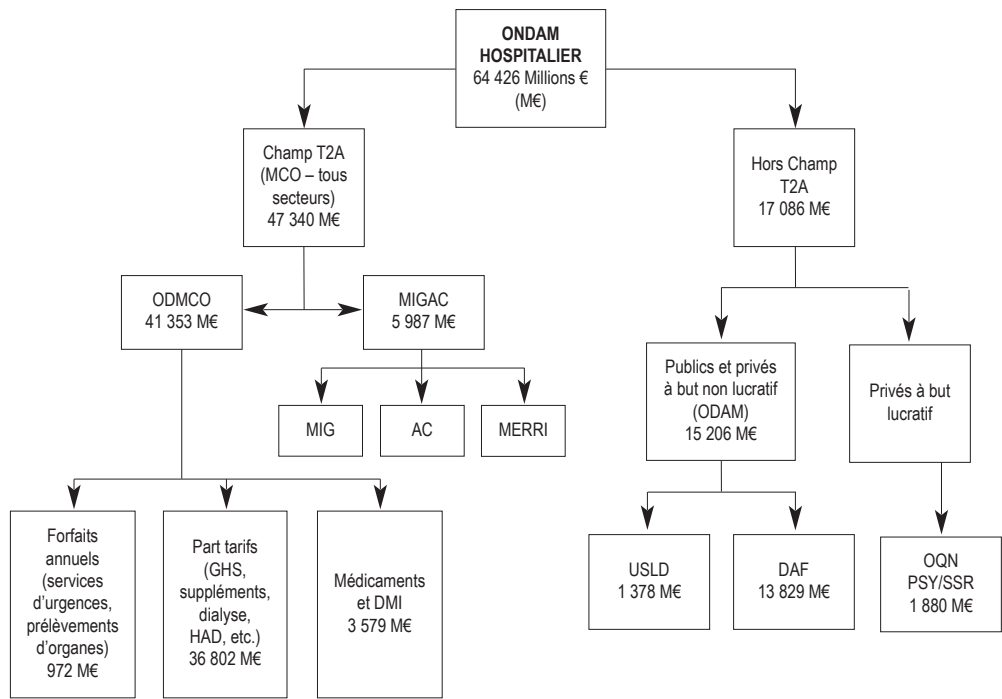 ONDAM
HOSPITALIER
64 426 Millions €
(M€)
Champ T2A
(MCO – tous
secteurs)
47 340 M€
Hors Champ
T2A
17 086 M€
ODMCO
41 353 M€
MIGAC
5 987 M€
Publics et privés
à but non lucratif
(ODAM)
15 206 M€
Privés à but
lucratif
MIG
AC
MERRI
Forfaits
annuels
(services
d’urgences,
prélèvements
d’organes)
972 M€
Part tarifs
(GHS,
suppléments,
dialyse,
HAD, etc.)
36 802 M€
Médicaments
et DMI
3 579 M€
USLD
1 378 M€
DAF
13 829 M€
OQN
PSY/SSR
1 880 M€